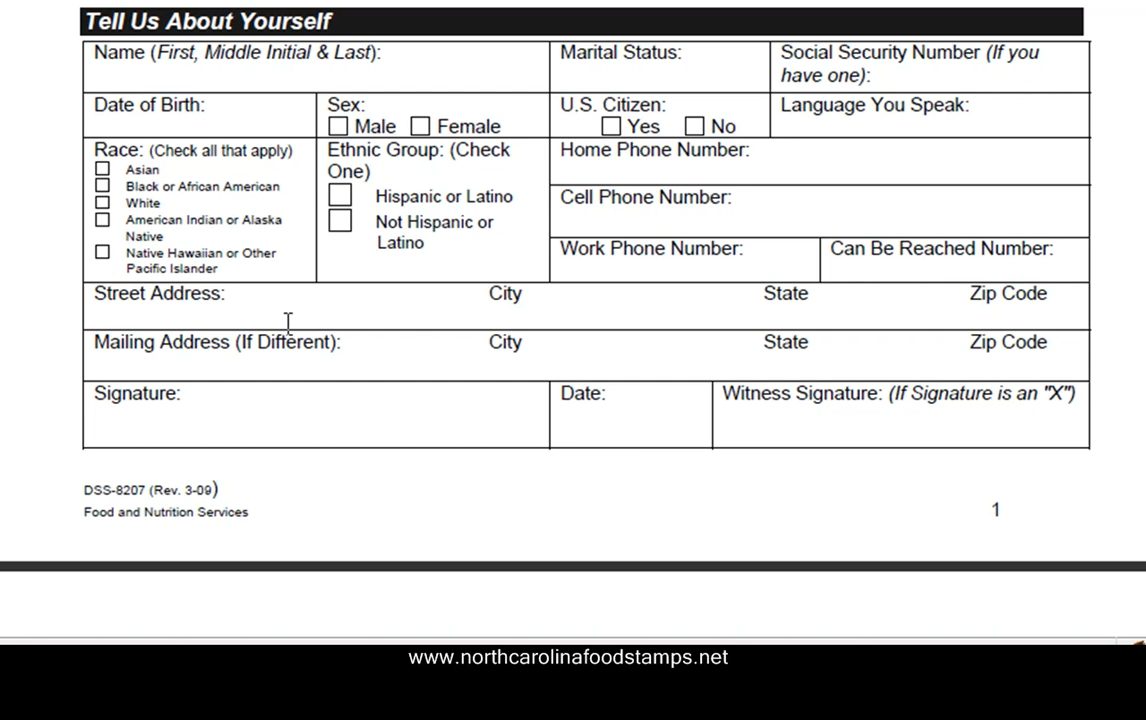 Tell Us About Yourself
Name (First, Middle Initial & Last):
Marital Status:
Social Security Number (If you
have one):
Date of Birth:
Sex:
Male
Female
U.S. Citizen:
Yes
No
Language You Speak:
Race: (Check all that apply)
Asian
Black or African American
White
American Indian or Alaska
Native
Native Hawaiian or Other
Pacific Islander
Ethnic Group: (Check
One)
Hispanic or Latino
Not Hispanic or
Latino
Home Phone Number:
Cell Phone Number:
Work Phone Number:
Can Be Reached Number:
Street Address: City State Zip Code
Mailing Address (If Different): City State Zip Code
Signature:
Date:
Witness Signature: (If Signature is an "X")
DSS-8207 (Rev. 3-09)
Food and Nutrition Services
1
www.northcarolinafoodstamps.net